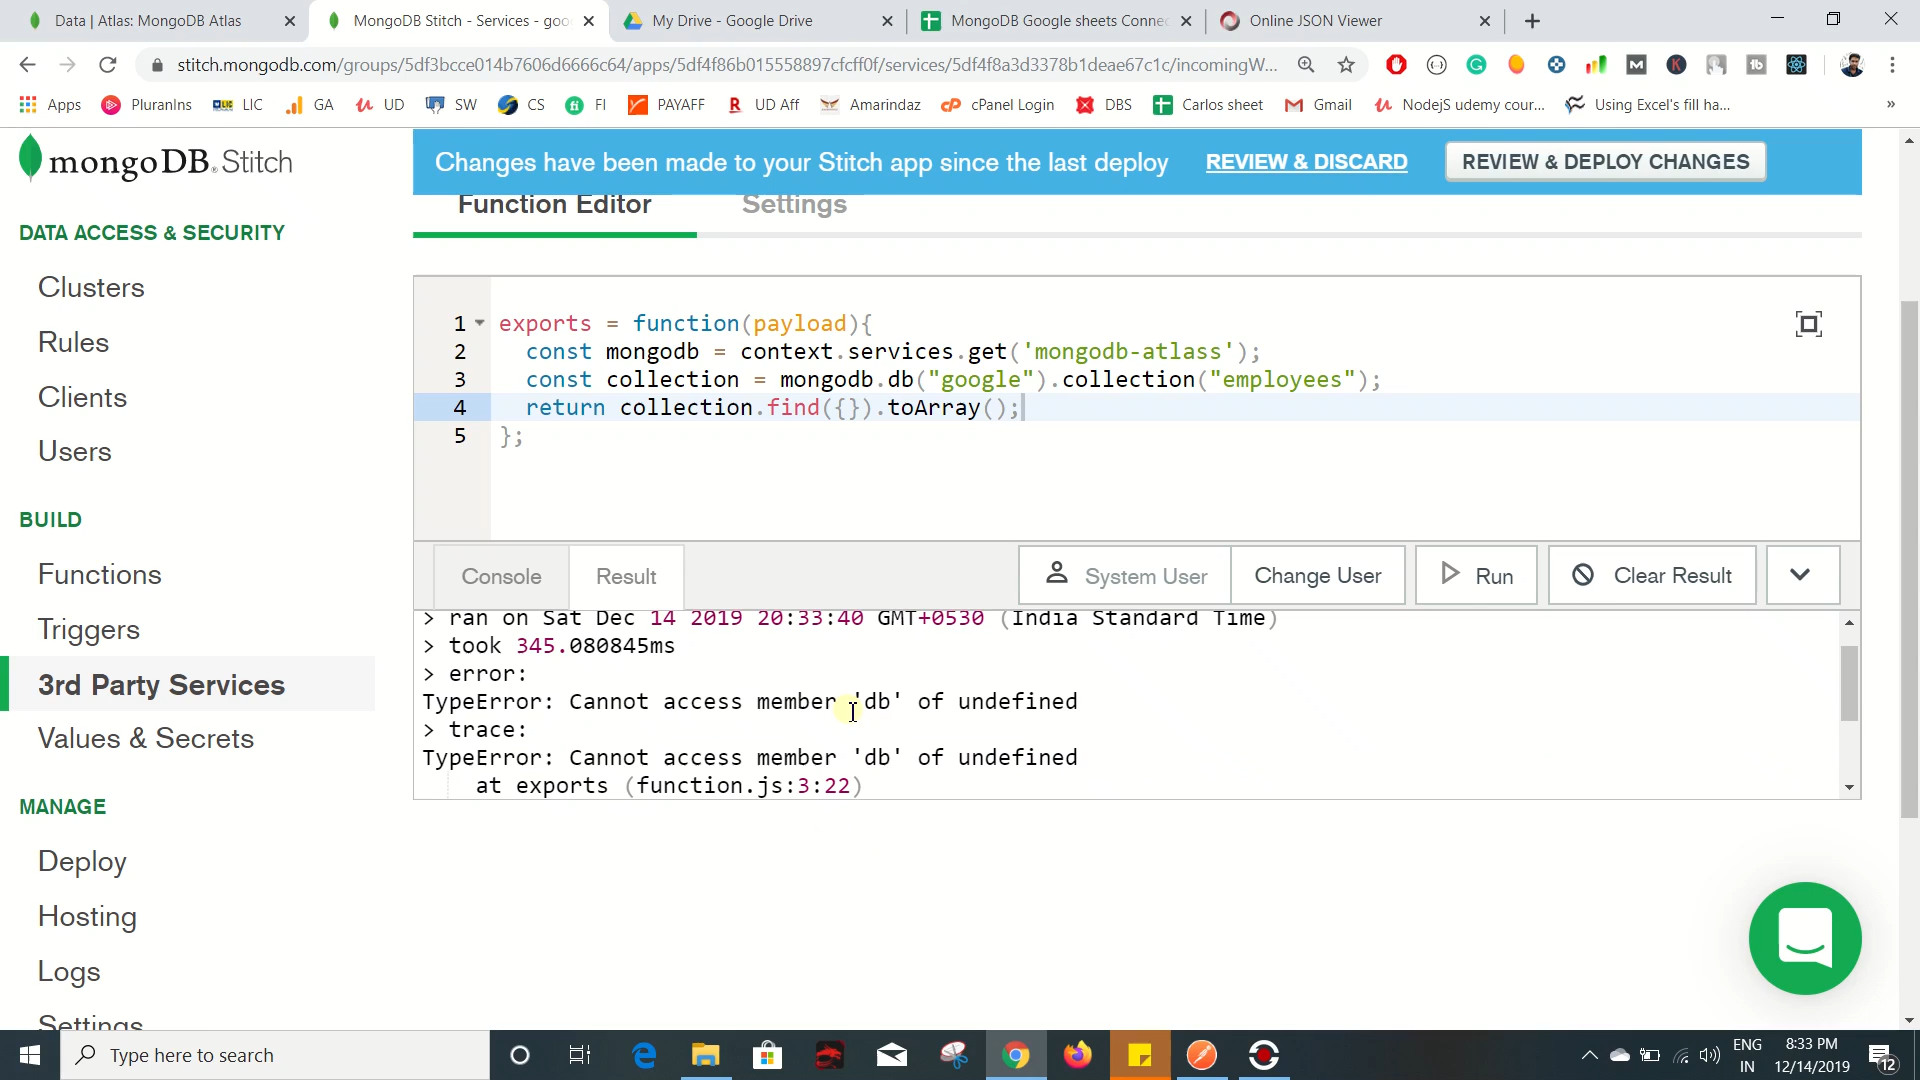 Data | Atlas: MongoDB Atlas
MongoDB Stitch - Services - goo
My Drive - Google Drive
MongoDB Google sheets Connec
Online JSON Viewer
stitch.mongodb.com/groups/5df3bcce014b7606d6666c64/apps/5df4f86b015558897cfcff0f/services/5df4f8a3d3378b1deae67c1c/incomingW...
Apps
PluranIns
LIC
GA
UD
SW
CS
FI
PAYAFF
UD Aff
Amarindaz
cPanel Login
DBS
Carlos sheet
Gmail
NodeJS udemy cour...
Using Excel's fill ha...
»
mongoDB. Stitch
Changes have been made to your Stitch app since the last deploy
REVIEW & DISCARD
REVIEW & DEPLOY CHANGES
DATA ACCESS & SECURITY
Clusters
Rules
Clients
Users
BUILD
Functions
Triggers
3rd Party Services
Values & Secrets
MANAGE
Deploy
Hosting
Logs
Settings
Function Editor
Settings
1 exports = function(payload){
2 const mongodb = context.services.get('mongodb-atlass');
3 const collection = mongodb.db("google").collection("employees");
4 return collection.find({}).toArray();
5 };
Console
Result
System User
Change User
Run
Clear Result
> ran on Sat Dec 14 2019 20:33:40 GMT+0530 (India Standard Time)
> took 345.080845ms
> error:
TypeError: Cannot access member 'db' of undefined
> trace:
TypeError: Cannot access member 'db' of undefined
at exports (function.js:3:22)
Type here to search
ENG
IN
8:33 PM
12/14/2019
12